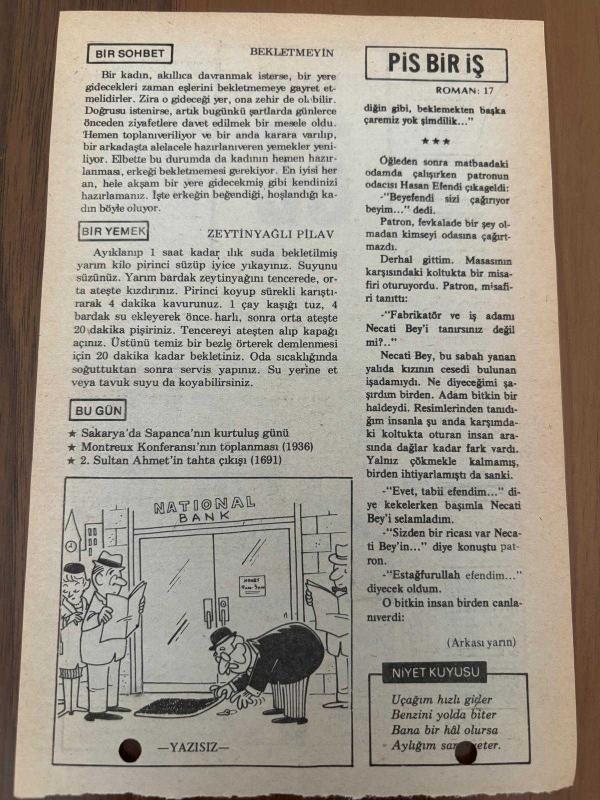 BİR SOHBET
BEKLETMEYİN
Bir kadın, akıllıca davranmak isterse, bir yere
gidecekleri zaman eşlerini bekletmemeye gayret et-
melidirler. Zira o gideceği yer, ona zehir de olabilir.
Doğrusu istenirse, artık bugünkü şartlarda günlerce
önceden ziyafetlere davet edilmek bir mesele oldu.
Hemen toplanıveriliyor ve bir anda karara varılıp,
bir arkadaşta alelacele hazırlanıveren yemekler yeni-
liyor. Elbette bu durumda da kadının hemen hazır-
lanması, erkeği bekletmemesi gerekiyor. En iyisi her
an, hele akşam bir yere gidecekmiş gibi kendinizi
hazırlamanız. İşte erkeğin beğendiği, hoşlandığı ka-
dın böyle oluyor.
BİR YEMEK
ZEYTİNYAĞLI PİLAV
Ayıklanıp 1 saat kadar ılık suda bekletilmiş
yarım kilo pirinci süzüp iyice yıkayınız. Suyunu
süzünüz. Yarım bardak zeytinyağını tencerede, or-
ta ateşte kızdırınız. Pirinci koyup sürekli karıştı-
rarak 4 dakika kavurunuz. 1 çay kaşığı tuz, 4
bardak su ekleyerek önce harlı, sonra orta ateşte
20 dakika pişiriniz. Tencereyi ateşten alıp kapağı
açınız. Üstünü temiz bir bezle örterek demlenmesi
için 20 dakika kadar bekletiniz. Oda sıcaklığında
soğuttuktan sonra servis yapınız. Su yerine et
veya tavuk suyu da koyabilirsiniz.
BU GÜN
★ Sakarya'da Sapanca'nın kurtuluş günü
★ Montreux Konferansı'nın toplanması (1936)
★ 2. Sultan Ahmet'in tahta çıkışı (1691)
NATIONAL
BANK
—YAZISIZ—
PİS BİR İŞ
ROMAN: 17
diğin gibi, beklemekten başka
çaremiz yok şimdilik..."
★★★
Öğleden sonra matbaadaki
odamda çalışırken patronun
odacısı Hasan Efendi çıkageldi:
-"Beyefendi sizi çağırıyor
beyim..." dedi.
Patron, fevkalade bir şey ol-
madan kimseyi odasına çağırt-
mazdı.
Derhal gittim. Masasının
karşısındaki koltukta bir misa-
firi oturuyordu. Patron, misafi-
ri tanıttı:
-"Fabrikatör ve iş adamı
Necati Bey'i tanırsınız değil
mi?.."
Necati Bey, bu sabah yanan
yalıda kızının cesedi bulunan
işadamıydı. Ne diyeceğimi şa-
şırdım birden. Adam bitkin bir
haldeydi. Resimlerinden tanıdı-
ğım insanla şu anda karşımda-
ki koltukta oturan insan ara-
sında dağlar kadar fark vardı.
Yalnız çökmekle kalmamış,
birden ihtiyarlamıştı da sanki.
-"Evet, tabii efendim..." di-
ye kekelerken başımla Necati
Bey'i selamladım.
-"Sizden bir ricası var Neca-
ti Bey'in..." diye konuştu pat-
ron.
-"Estağfurullah efendim..."
diyecek oldum.
O bitkin insan birden canla-
nıverdi:
(Arkası yarın)
NİYET KUYUSU
Uçağım hızlı gider
Benzini yolda biter
Bana bir hâl olursa
Aylığım yeter.